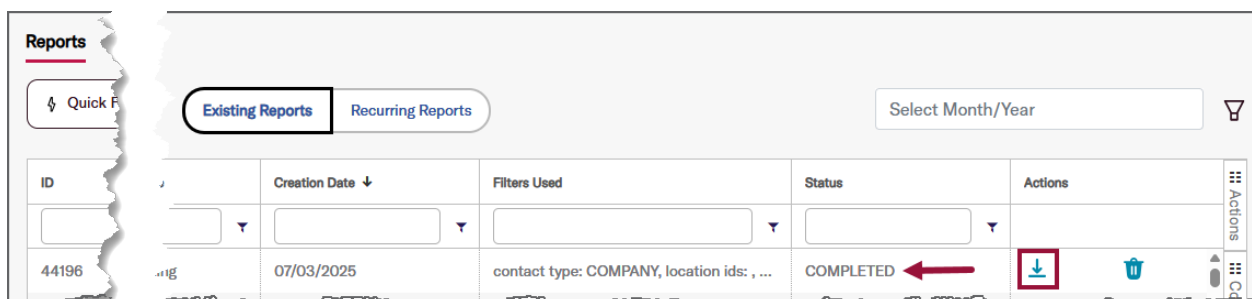 Reports
Quick
Existing Reports
Recurring Reports
Select Month/Year
ID
Creation Date
Filters Used
Status
Actions
Actions
44196
07/03/2025
contact type: COMPANY, location ids: , ...
COMPLETED